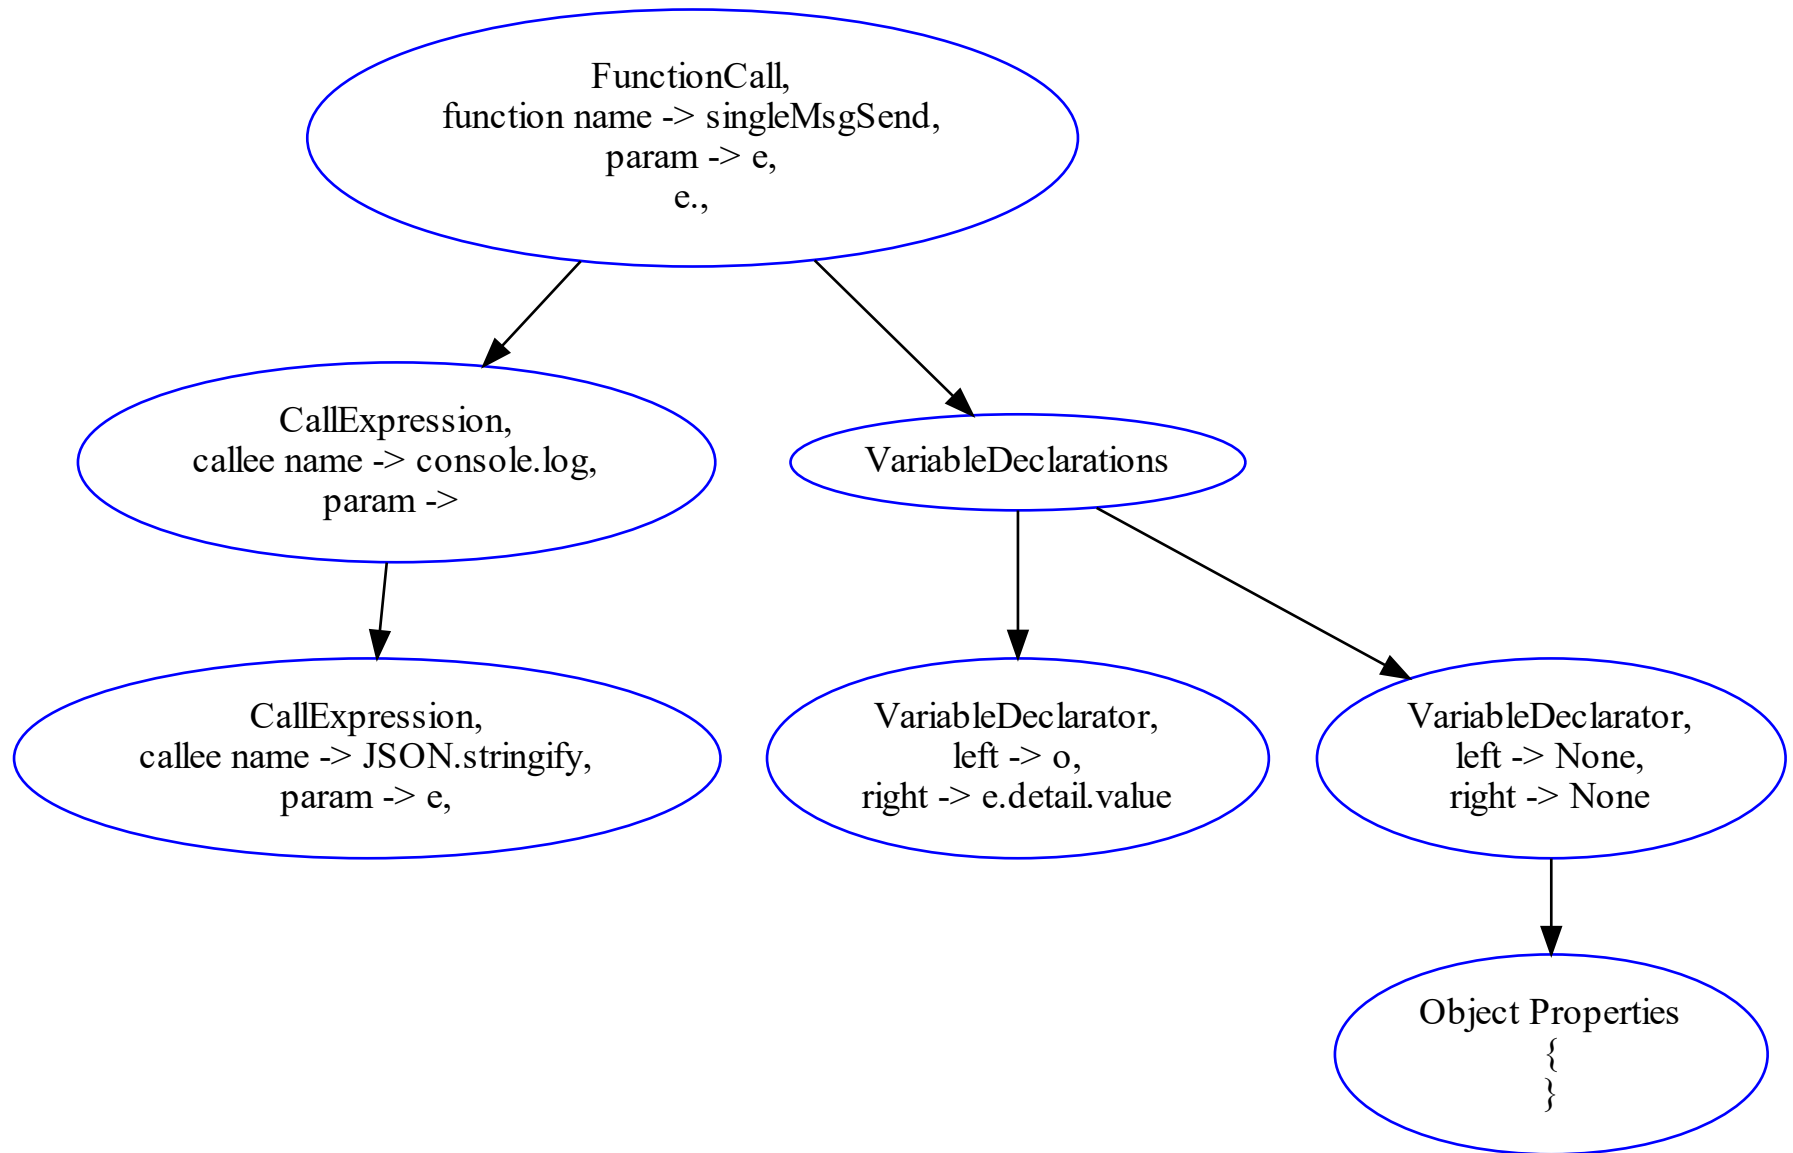 FunctionCall,
function name -> singleMsgSend,
param -> e,
e.,
CallExpression,
callee name -> console.log,
param ->
VariableDeclarations
CallExpression,
callee name -> JSON.stringify,
param -> e,
VariableDeclarator,
left -> o,
right -> e.detail.value
VariableDeclarator,
left -> None,
right -> None
Object Properties
{
}